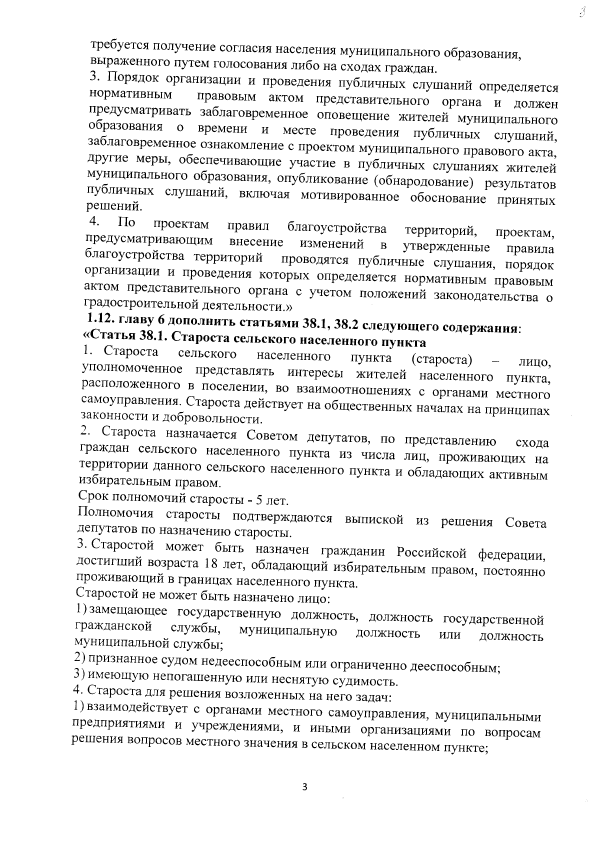 требуется получение согласия населения муниципального образования,
выраженного путем голосования либо на сходах граждан.
3. Порядок организации и проведения публичных слушаний определяется
нормативным правовым актом представительного органа и должен
предусматривать заблаговременное оповещение жителей муниципального
образования о времени и месте проведения публичных слушаний,
заблаговременное ознакомление с проектом муниципального правового акта,
другие меры, обеспечивающие участие в публичных слушаниях жителей
муниципального образования, опубликование (обнародование) результатов
публичных слушаний, включая мотивированное обоснование принятых
решений.
4. По проектам правил благоустройства территорий, проектам,
предусматривающим внесение изменений в утвержденные правила
благоустройства территорий проводятся публичные слушания, порядок
организации и проведения которых определяется нормативным правовым
актом представительного органа с учетом положений законодательства о
градостроительной деятельности.»
1.12. главу 6 дополнить статьями 38.1, 38.2 следующего содержания:
«Статья 38.1. Староста сельского населенного пункта
1. Староста сельского населенного пункта (староста) – лицо,
уполномоченное представлять интересы жителей населенного пункта,
расположенного в поселении, во взаимоотношениях с органами местного
самоуправления. Староста действует на общественных началах на принципах
законности и добровольности.
2. Староста назначается Советом депутатов, по представлению схода
граждан сельского населенного пункта из числа лиц, проживающих на
территории данного сельского населенного пункта и обладающих активным
избирательным правом.
Срок полномочий старосты - 5 лет.
Полномочия старосты подтверждаются выпиской из решения Совета
депутатов по назначению старосты.
3. Старостой может быть назначен гражданин Российской федерации,
достигший возраста 18 лет, обладающий избирательным правом, постоянно
проживающий в границах населенного пункта.
Старостой не может быть назначено лицо:
1) замещающее государственную должность, должность государственной
гражданской службы, муниципальную должность или должность
муниципальной службы;
2) признанное судом недееспособным или ограниченно дееспособным;
3) имеющую непогашенную или неснятую судимость.
4. Староста для решения возложенных на него задач:
1) взаимодействует с органами местного самоуправления, муниципальными
предприятиями и учреждениями, и иными организациями по вопросам
решения вопросов местного значения в сельском населенном пункте;
3